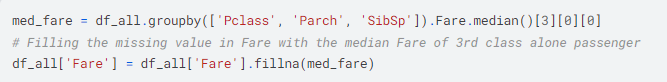 med_fare = df_all.groupby(['Pclass', 'Parch', 'SibSp']).Fare.median()[3][0][0]
# Filling the missing value in Fare with the median Fare of 3rd class alone passenger
df_all['Fare'] = df_all['Fare'].fillna(med_fare)